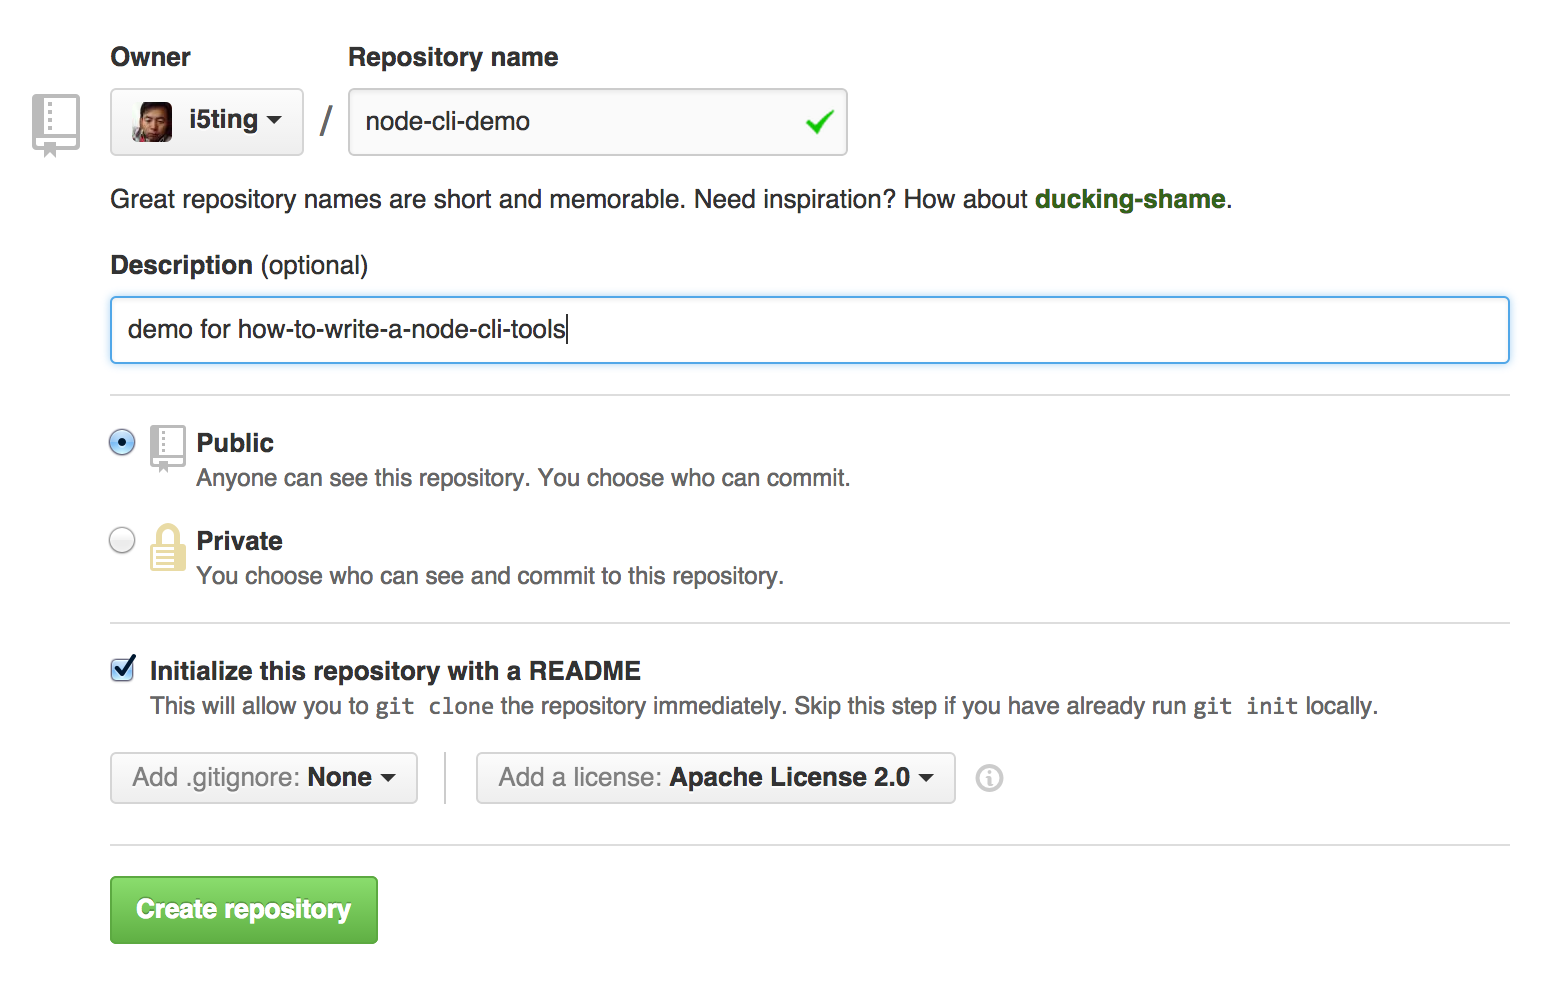 Owner
Repository name
i5ting / node-cli-demo
Great repository names are short and memorable. Need inspiration? How about ducking-shame.
Description (optional)
demo for how-to-write-a-node-cli-tools
Public
Anyone can see this repository. You choose who can commit.
Private
You choose who can see and commit to this repository.
Initialize this repository with a README
This will allow you to git clone the repository immediately. Skip this step if you have already run git init locally.
Add .gitignore: None
Add a license: Apache License 2.0
Create repository